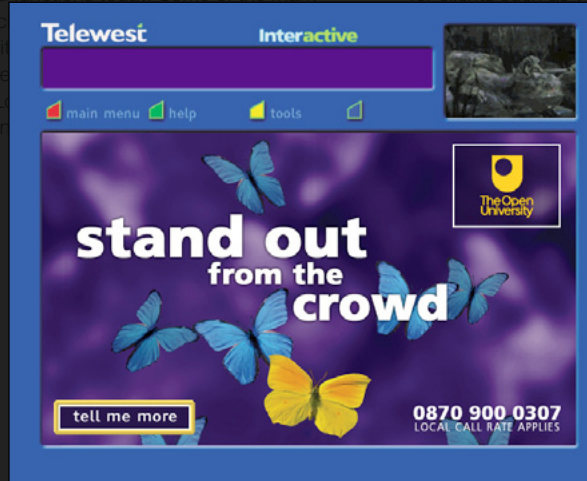 Telewest
Interactive
main menu
help
tools
The Open
University
stand out
from the
crowd
tell me more
0870 900 0307
LOCAL CALL RATE APPLIES